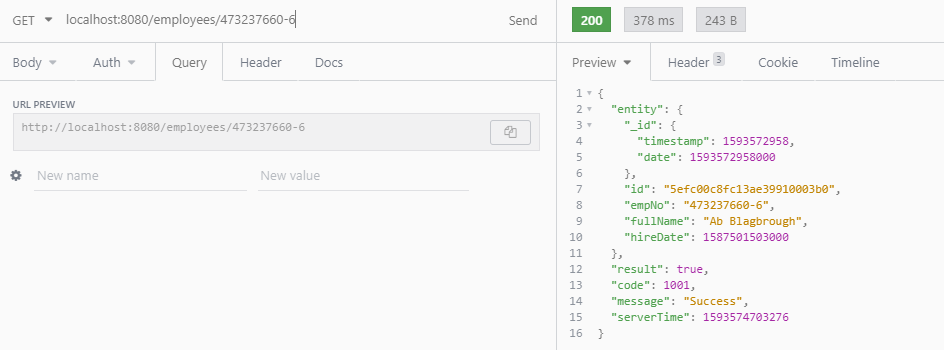 GET localhost:8080/employees/473237660-6 Send
Body Auth Query Header Docs
URL PREVIEW
http://localhost:8080/employees/473237660-6
New name New value
200 378 ms 243 B
Preview Header 3 Cookie Timeline
1 {
2 "entity": {
3 "_id": {
4 "timestamp": 1593572958,
5 "date": 1593572958000
6 },
7 "id": "5efc00c8fc13ae39910003b0",
8 "empNo": "473237660-6",
9 "fullName": "Ab Blagbrough",
10 "hireDate": 1587501503000
11 },
12 "result": true,
13 "code": 1001,
14 "message": "Success",
15 "serverTime": 1593574703276
16 }